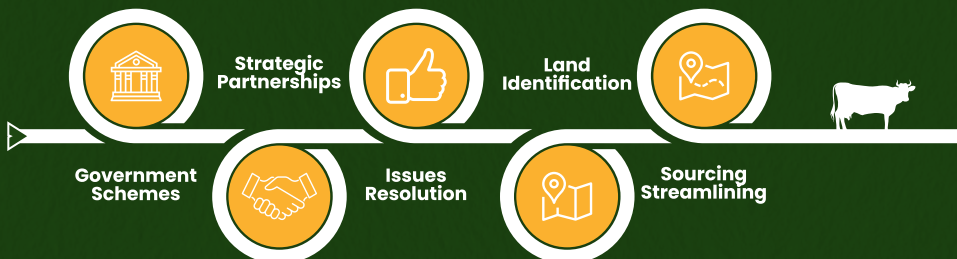 Strategic
Partnerships
Land
Identification
Government
Schemes
Issues
Resolution
Sourcing
Streamlining